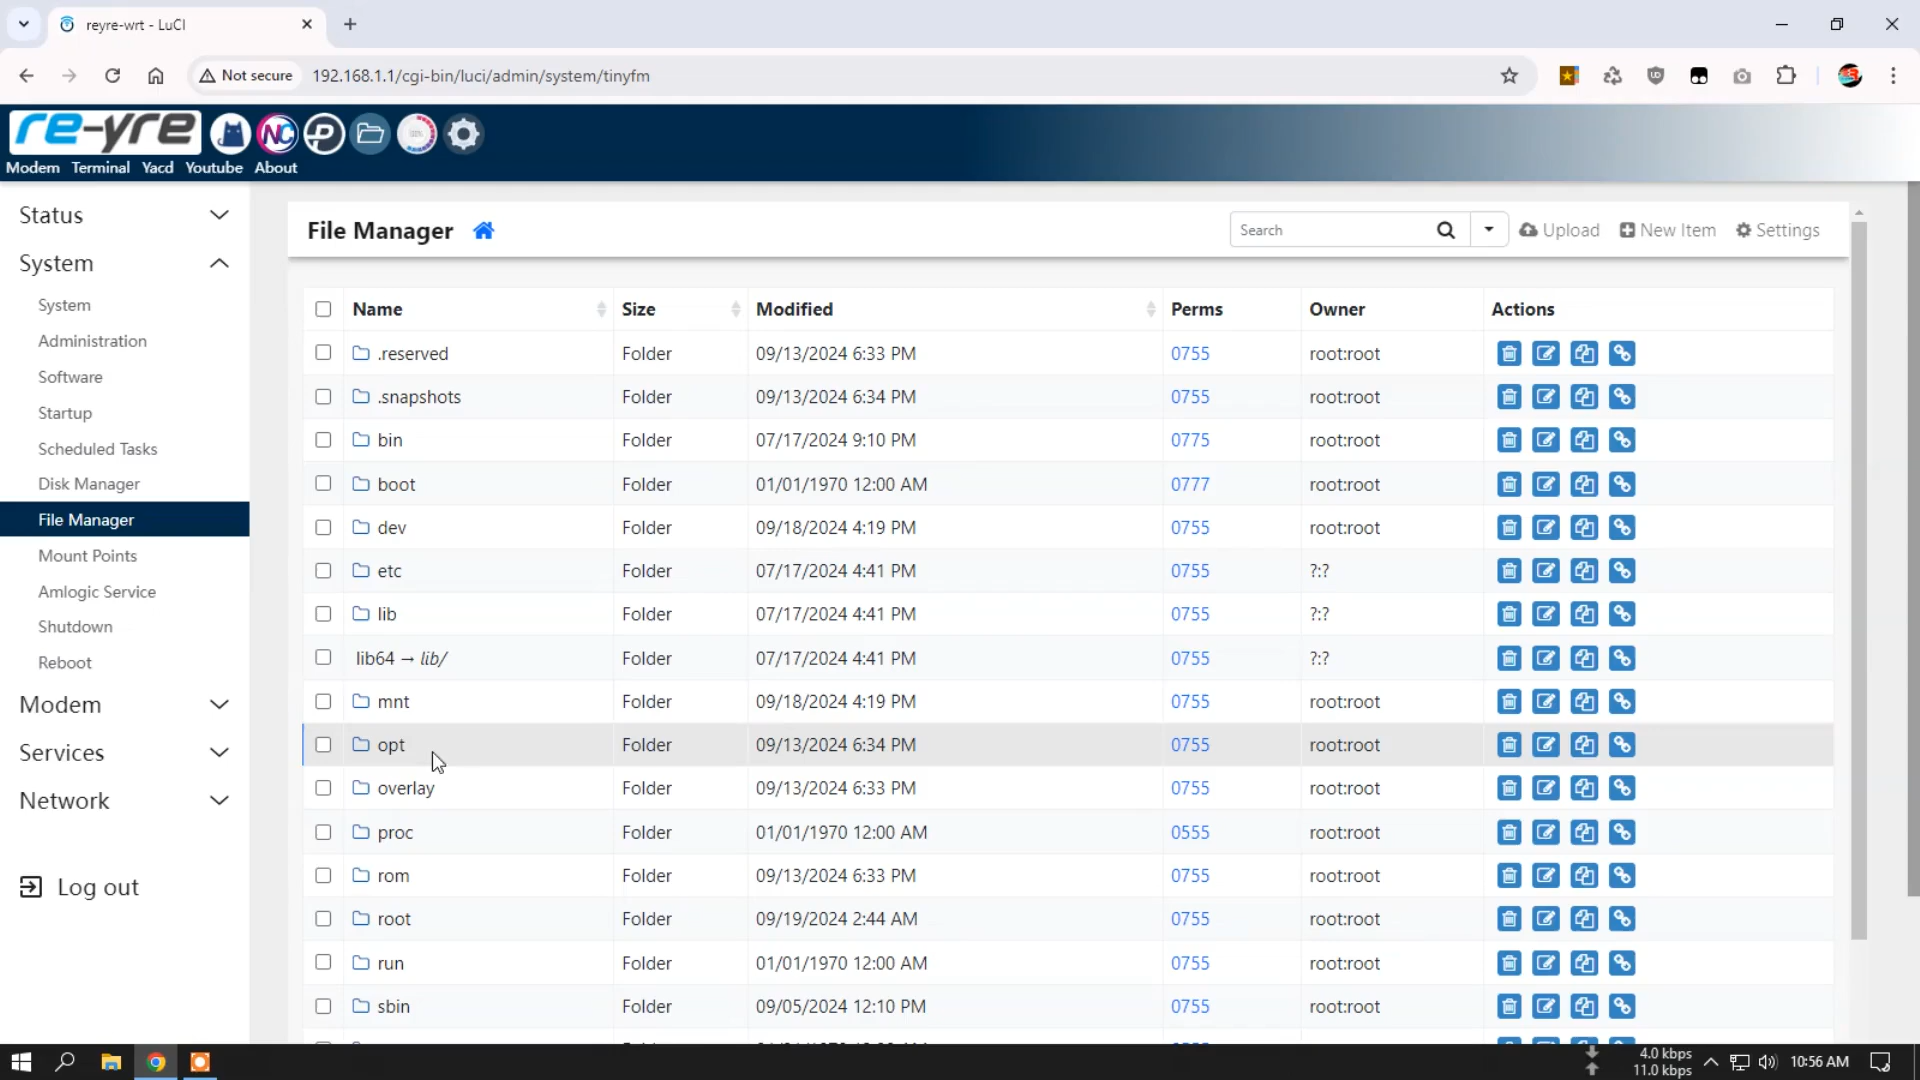 reyre-wrt - LuCI
Not secure 192.168.1.1/cgi-bin/luci/admin/system/tinyfm
re-yre NC
Modem Terminal Yacd Youtube About
Status
System
System
Administration
Software
Startup
Scheduled Tasks
Disk Manager
File Manager
Mount Points
Amlogic Service
Shutdown
Reboot
Modem
Services
Network
Log out
File Manager Search Upload New Item Settings
Name Size Modified Perms Owner Actions
.reserved Folder 09/13/2024 6:33 PM 0755 root:root
.snapshots Folder 09/13/2024 6:34 PM 0755 root:root
bin Folder 07/17/2024 9:10 PM 0775 root:root
boot Folder 01/01/1970 12:00 AM 0777 root:root
dev Folder 09/18/2024 4:19 PM 0755 root:root
etc Folder 07/17/2024 4:41 PM 0755 ?:?
lib Folder 07/17/2024 4:41 PM 0755 ?:?
lib64 → lib/ Folder 07/17/2024 4:41 PM 0755 ?:?
mnt Folder 09/18/2024 4:19 PM 0755 root:root
opt Folder 09/13/2024 6:34 PM 0755 root:root
overlay Folder 09/13/2024 6:33 PM 0755 root:root
proc Folder 01/01/1970 12:00 AM 0555 root:root
rom Folder 09/13/2024 6:33 PM 0755 root:root
root Folder 09/19/2024 2:44 AM 0755 root:root
run Folder 01/01/1970 12:00 AM 0755 root:root
sbin Folder 09/05/2024 12:10 PM 0755 root:root
4.0 kbps
11.0 kbps
10:56 AM